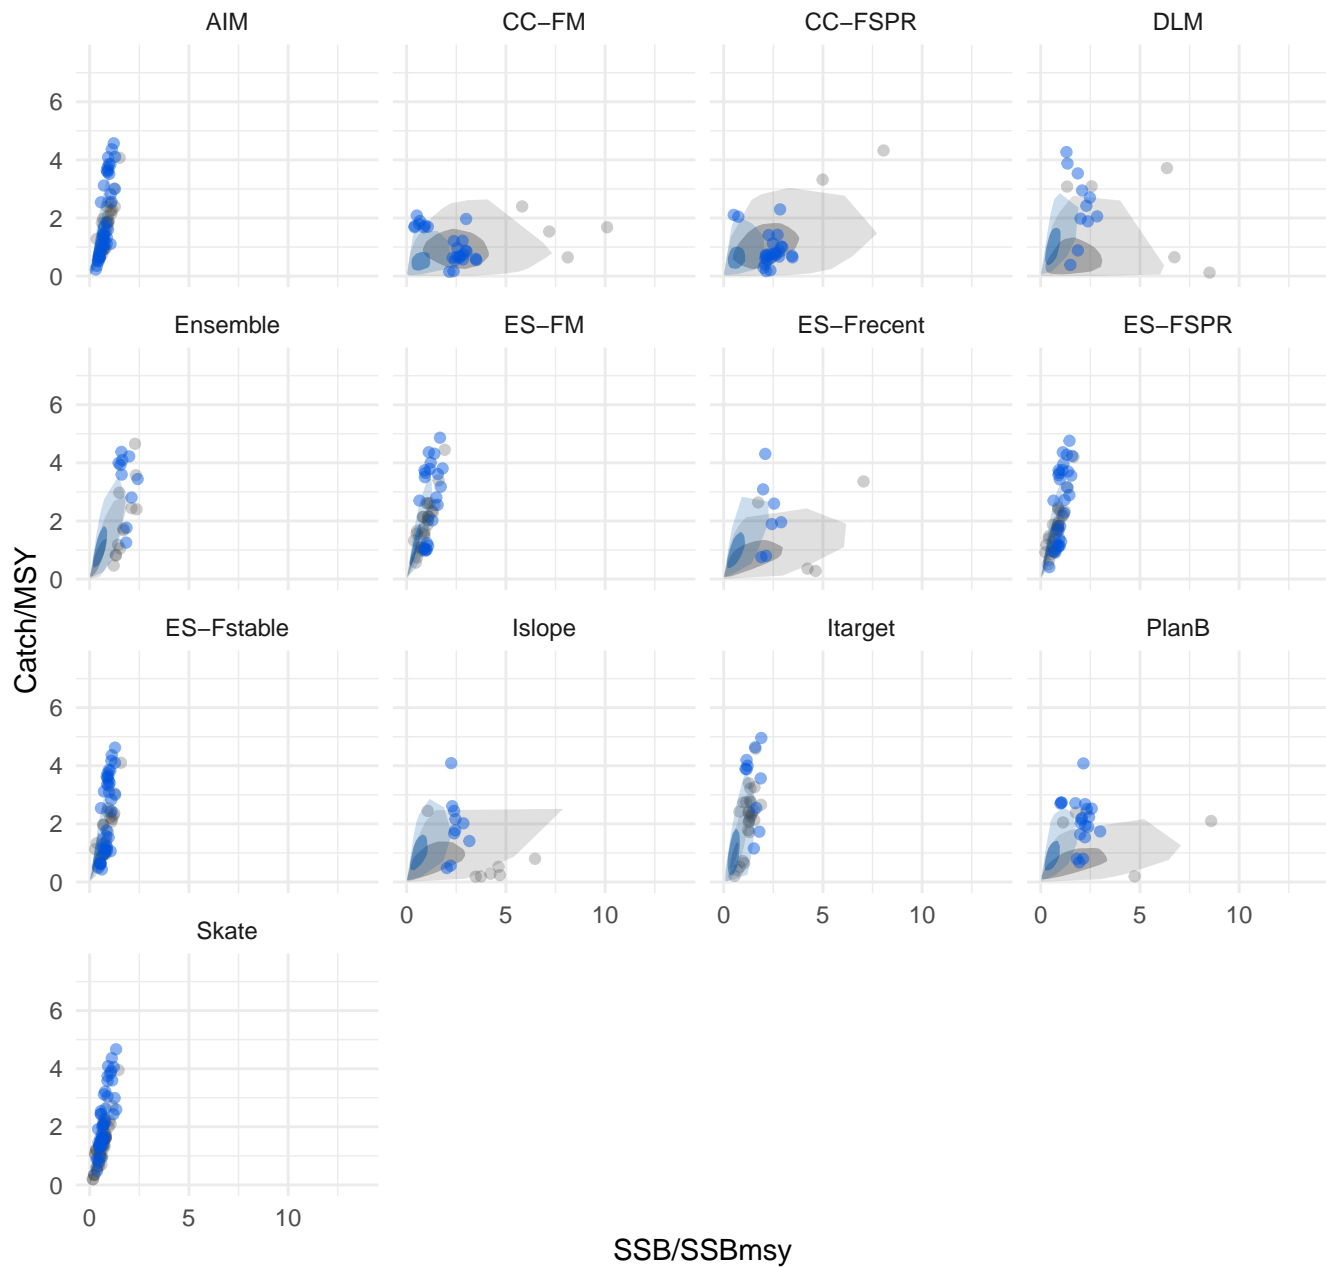 AIM CC−FM CC−FSPR DLM
6
4
2
0
Ensemble ES−FM ES−Frecent ES−FSPR
6
4
2
0
ES−Fstable Islope Itarget PlanB
6
4
2
0
0 5 10 0 5 10 0 5 10
Skate
6
4
2
0
0 5 10
Catch/MSY
SSB/SSBmsy